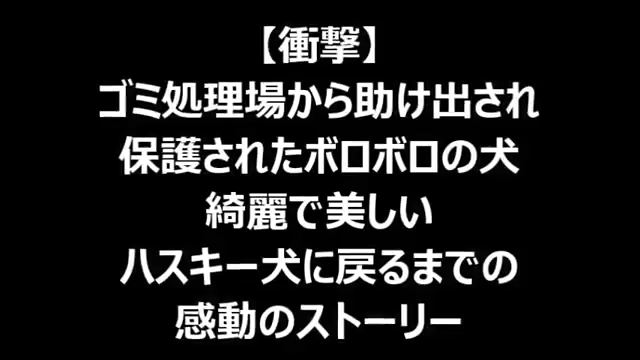 【衝撃】
ゴミ処理場から助け出され
保護されたボロボロの犬
綺麗で美しい
ハスキー犬に戻るまでの
感動のストーリー